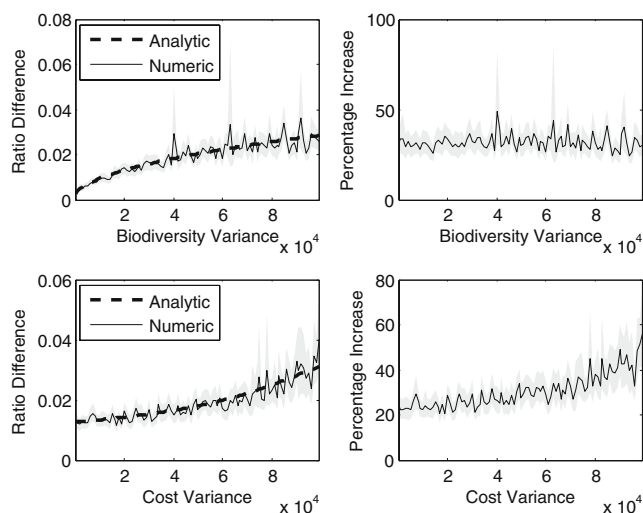 0.08
0.06
0.04
0.02
0
Ratio Difference
Analytic
Numeric
2 4 6 8
Biodiversity Variance
x 10^4
100
50
0
Percentage Increase
2 4 6 8
Biodiversity Variance
x 10^4
0.06
0.04
0.02
0
Ratio Difference
Analytic
Numeric
2 4 6 8
Cost Variance
x 10^4
80
60
40
20
0
Percentage Increase
2 4 6 8
Cost Variance
x 10^4